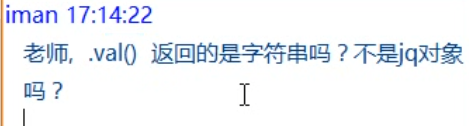 iman 17:14:22
老师，.val() 返回的是字符串吗？不是jq对象
吗？